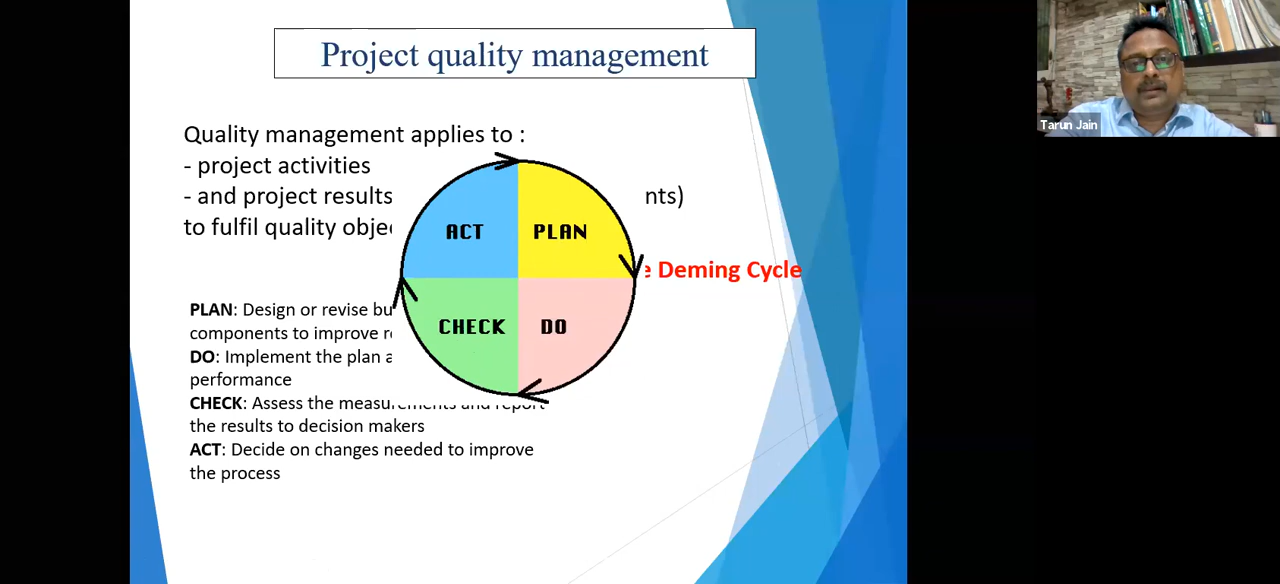 Project quality management
Quality management applies to :
- project activities
- and project results
nts)
to fulfil quality obje
ACT
PLAN
Deming Cycle
CHECK
DO
PLAN: Design or revise bu
components to improve
DO: Implement the plan
performance
CHECK: Assess the measurements and report
the results to decision makers
ACT: Decide on changes needed to improve
the process
Tarun Jain